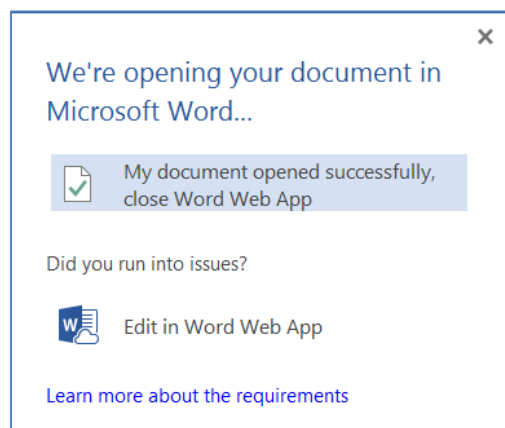 We're opening your document in
Microsoft Word...
My document opened successfully,
close Word Web App
Did you run into issues?
W
Edit in Word Web App
Learn more about the requirements